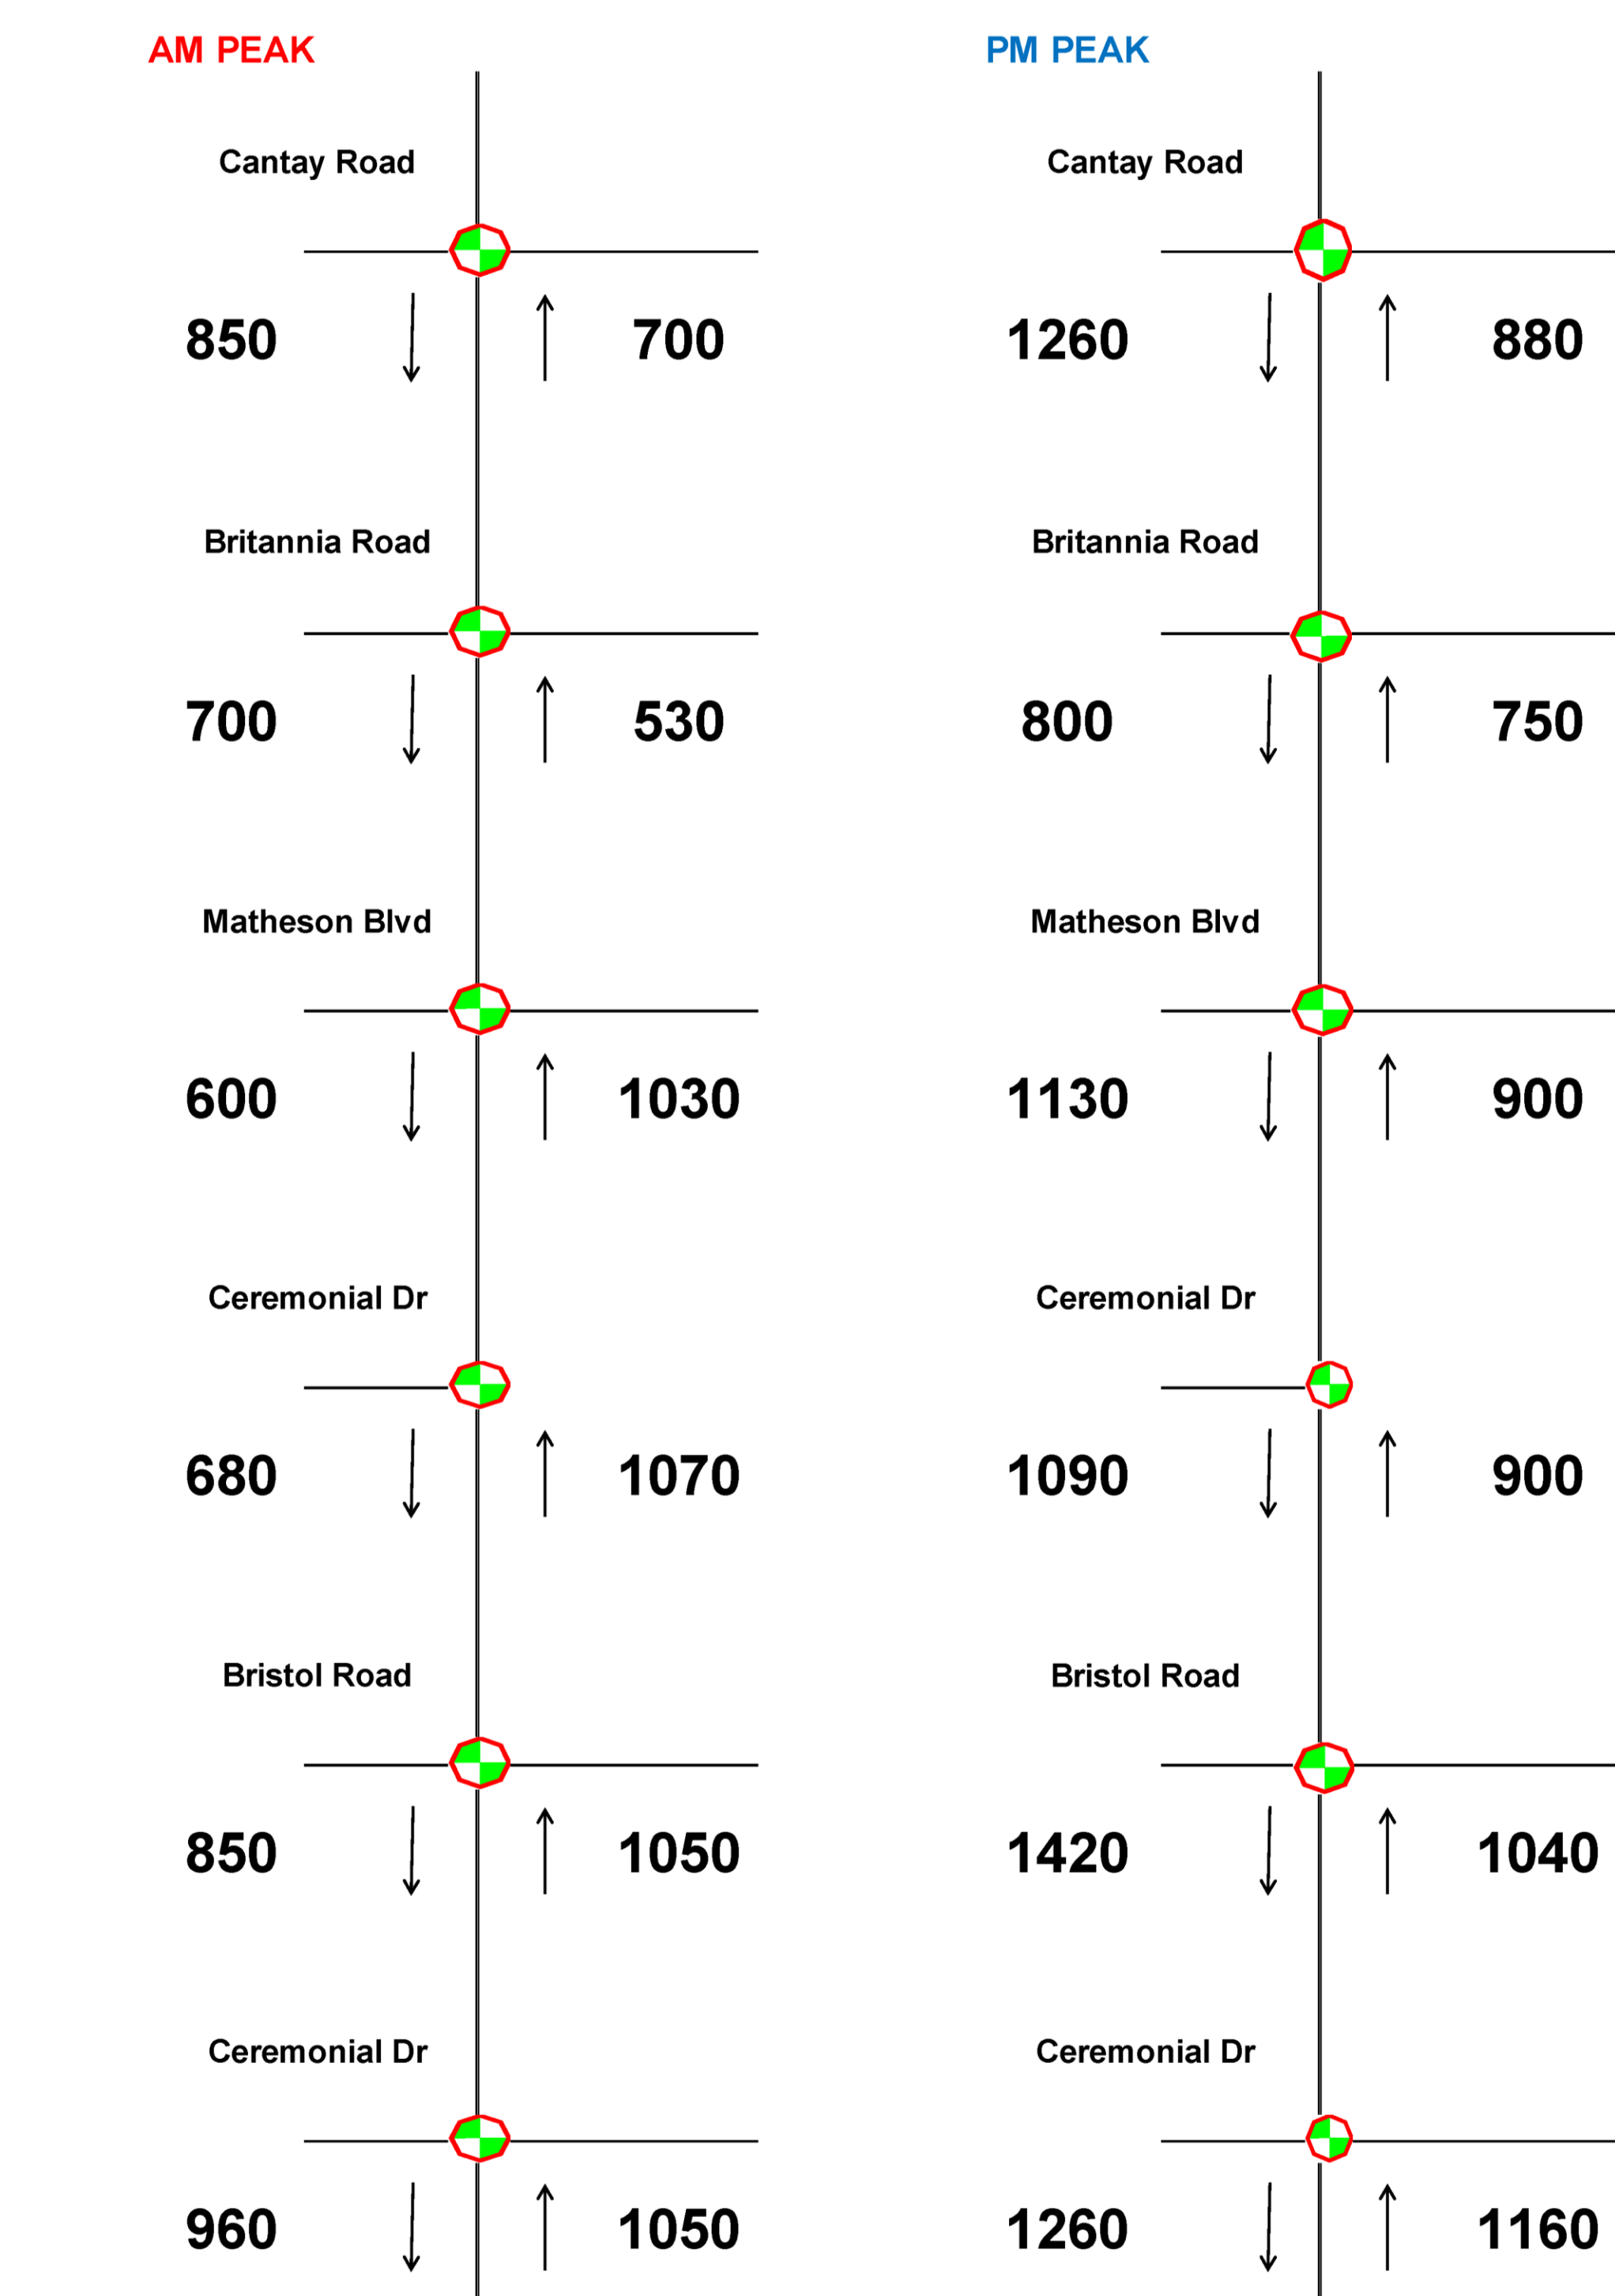 AM PEAK PM PEAK
Cantay Road Cantay Road
850 700 1260 880
Britannia Road Britannia Road
700 530 800 750
Matheson Blvd Matheson Blvd
600 1030 1130 900
Ceremonial Dr Ceremonial Dr
680 1070 1090 900
Bristol Road Bristol Road
850 1050 1420 1040
Ceremonial Dr Ceremonial Dr
960 1050 1260 1160